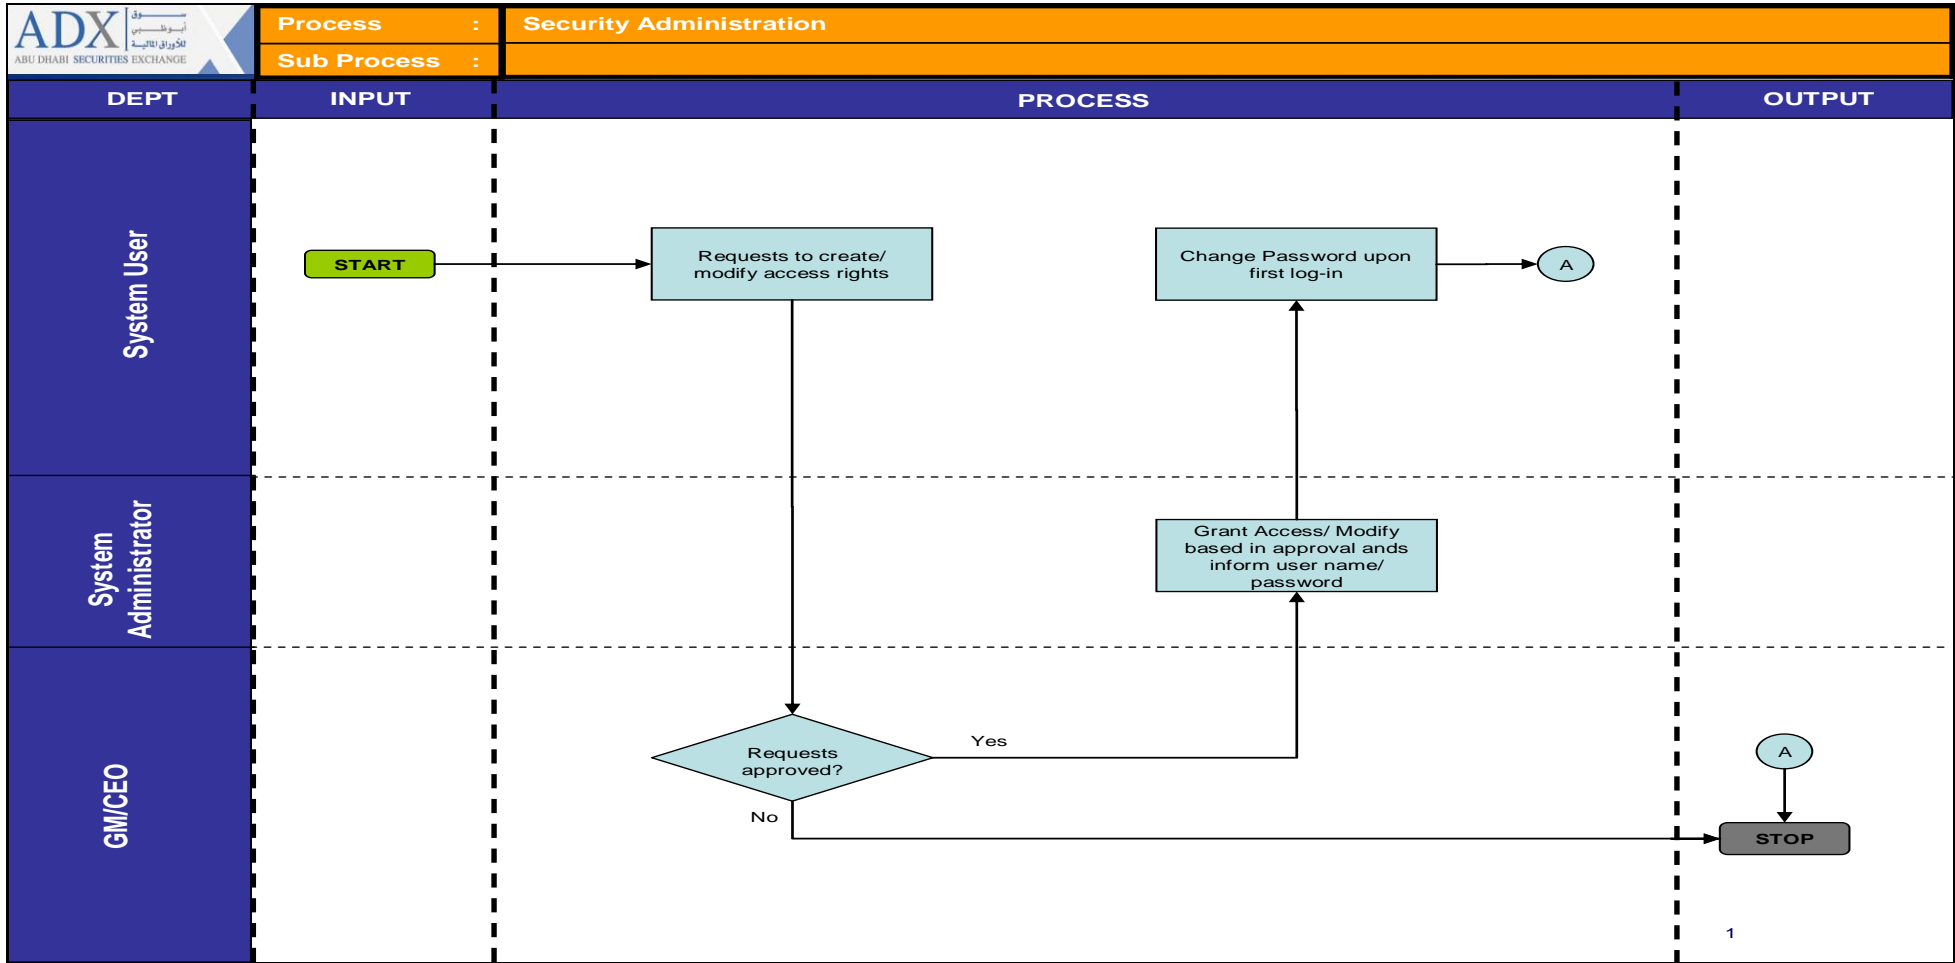 ADX
سوق
أبوظبي
للأوراق المالية
ABU DHABI SECURITIES EXCHANGE
Process :
Security Administration
Sub Process :
DEPT
INPUT
PROCESS
OUTPUT
System User
START
Requests to create/
modify access rights
Change Password upon
first log-in
A
System
Administrator
Grant Access/ Modify
based in approval ands
inform user name/
password
GM/CEO
Requests
approved?
Yes
No
A
STOP
1